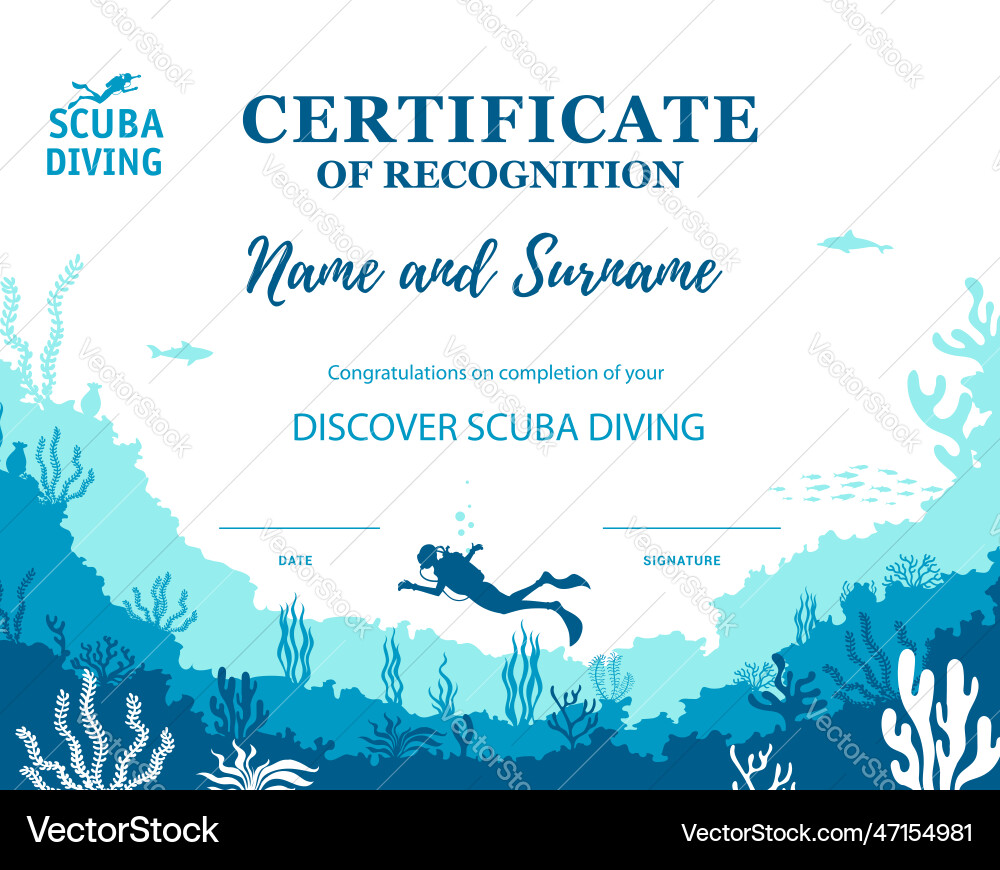 SCUBA
DIVING
CERTIFICATE
OF RECOGNITION
Name and Surname
Congratulations on completion of your
DISCOVER SCUBA DIVING
DATE
SIGNATURE
VectorStock
VectorStock.com/47154981